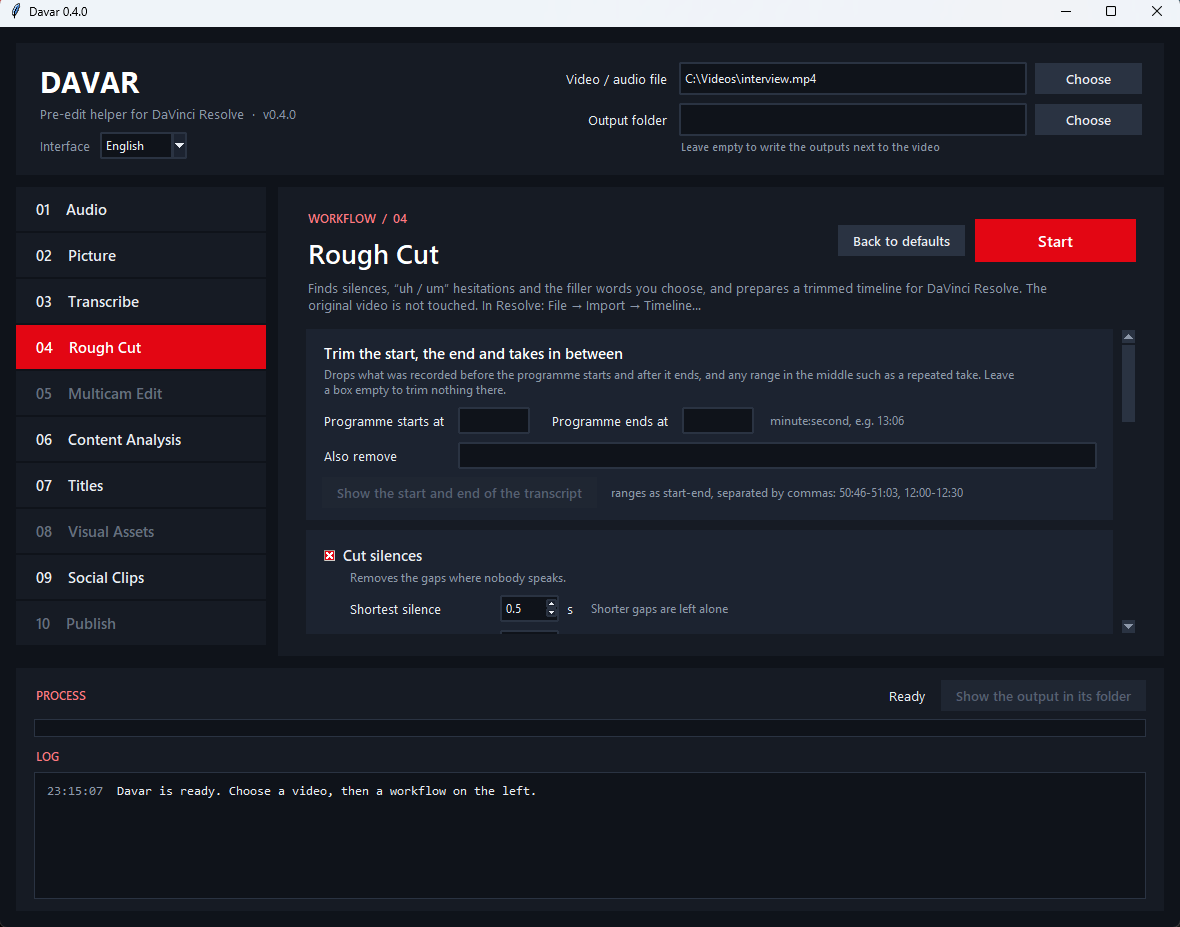 Davar 0.4.0
DAVAR
Pre-edit helper for DaVinci Resolve · v0.4.0
Interface English
Video / audio file C:\Videos\interview.mp4 Choose
Output folder Choose
Leave empty to write the outputs next to the video
01 Audio
02 Picture
03 Transcribe
04 Rough Cut
05 Multicam Edit
06 Content Analysis
07 Titles
08 Visual Assets
09 Social Clips
10 Publish
WORKFLOW / 04
Rough Cut
Back to defaults
Start
Finds silences, “uh / um” hesitations and the filler words you choose, and prepares a trimmed timeline for DaVinci Resolve. The
original video is not touched. In Resolve: File → Import → Timeline...
Trim the start, the end and takes in between
Drops what was recorded before the programme starts and after it ends, and any range in the middle such as a repeated take. Leave
a box empty to trim nothing there.
Programme starts at Programme ends at minute:second, e.g. 13:06
Also remove
Show the start and end of the transcript ranges as start-end, separated by commas: 50:46-51:03, 12:00-12:30
Cut silences
Removes the gaps where nobody speaks.
Shortest silence 0.5 s Shorter gaps are left alone
PROCESS
Ready Show the output in its folder
LOG
23:15:07 Davar is ready. Choose a video, then a workflow on the left.